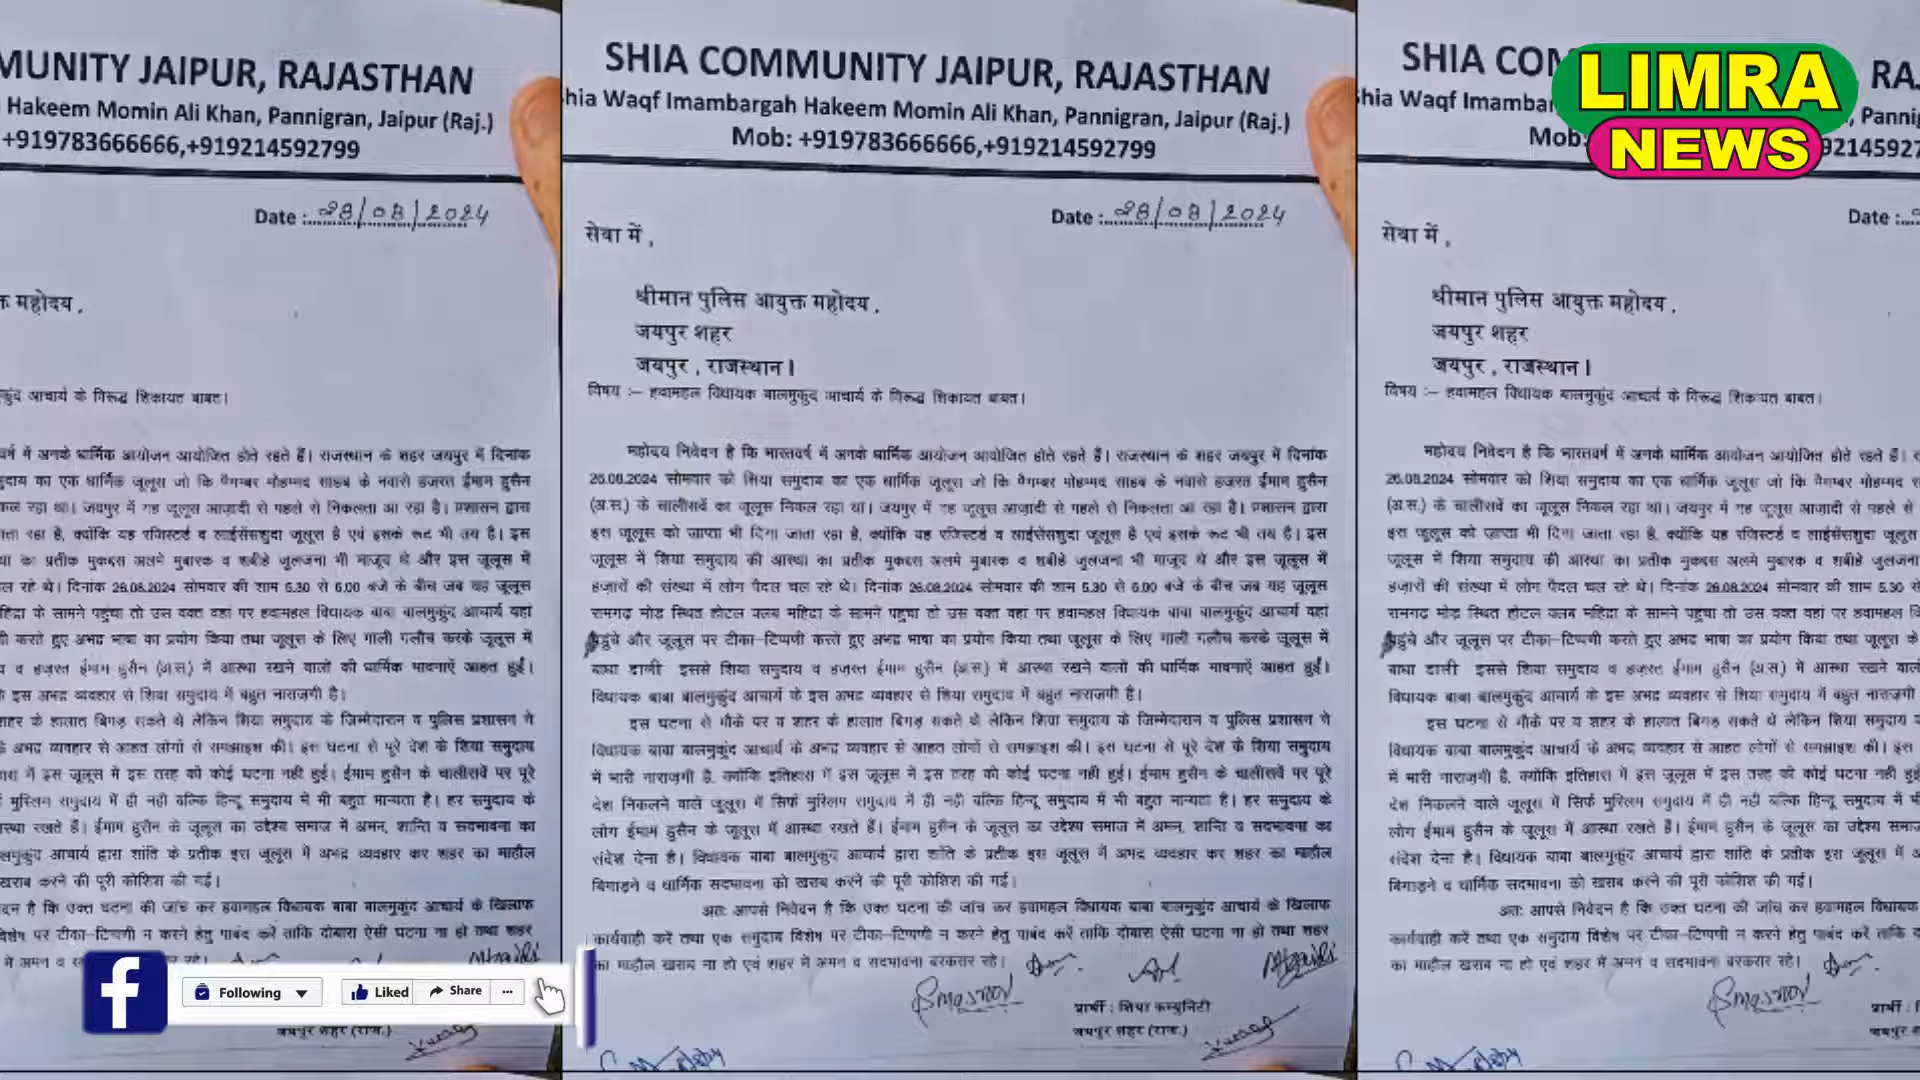 SHIA COMMUNITY JAIPUR, RAJASTHAN
hia Waqf Imambargah Hakeem Momin Ali Khan, Pannigran, Jaipur (Raj.)
Mob: +919783666666,+919214592799
Date : 28/08/2024
सेवा में ,
श्रीमान पुलिस आयुक्त महोदय ,
जयपुर शहर
जयपुर , राजस्थान ।
विषय :– हवामहल विधायक बालमुकुंद आचार्य के विरूद्ध शिकायत बाबत।
महोदय निवेदन है कि भारतवर्ष में अनके धार्मिक आयोजन आयोजित होते रहते हैं। राजस्थान के शहर जयपुर में दिनांक
26.08.2024 सोमवार को शिया समुदाय का एक धार्मिक जूलूस जो कि पैगम्बर मोहम्मद साहब के नवासे हजरत ईमाम हुसैन
(अ.स.) के चालीसवें का जूलूस निकल रहा था। जयपुर में यह जूलूस आज़ादी से पहले से निकलता आ रहा है। प्रशासन द्वारा
इस जूलूस को जाप्ता भी दिया जाता रहा है, क्योंकि यह रजिस्टर्ड व लाईसेंसशुदा जूलूस है एवं इसके रूट भी तय है। इस
जूलूस में शिया समुदाय की आस्था का प्रतीक मुकद्दस अलमे मुबारक व शबीहे जुलजना भी मौजूद थे और इस जूलूस में
हज़ारों की संख्या में लोग पैदल चल रहे थे। दिनांक 26.08.2024 सोमवार की शाम 5.30 से 6.00 बजे के बीच जब यह जूलूस
रामगढ़ मोड स्थित होटल क्लब महिंद्रा के सामने पहुंचा तो उस वक्त वहां पर हवामहल विधायक बाबा बालमुकुंद आचार्य वहां
पहुंचे और जूलूस पर टीका–टिप्पणी करते हुए अभद्र भाषा का प्रयोग किया तथा जूलूस के लिए गाली गलौच करके जूलूस में
बाधा डाली इससे शिया समुदाय व हज़रत ईमाम हुसैन (अ.स.) में आस्था रखने वालों की धार्मिक भावनाऐं आहत हुईं।
विधायक बाबा बालमुकुंद आचार्य के इस अभद्र व्यवहार से शिया समुदाय में बहुत नाराज़गी है।
इस घटना से मौके पर व शहर के हालात बिगड़ सकते थे लेकिन शिया समुदाय के जिम्मेदारान व पुलिस प्रशासन ने
विधायक बाबा बालमुकुंद आचार्य के अभद्र व्यवहार से आहत लोगों से समझाइश की। इस घटना से पूरे देश के शिया समुदाय
में भारी नाराज़गी है, क्योंकि इतिहास में इस जूलूस में इस तरह की कोई घटना नहीं हुई। ईमाम हुसैन के चालीसवें पर पूरे
देश निकलने वाले जूलूस में सिर्फ मुस्लिम समुदाय में ही नहीं बल्कि हिन्दू समुदाय में भी बहुत मान्यता है। हर समुदाय के
लोग ईमाम हुसैन के जूलूस में आस्था रखते हैं। ईमाम हुसैन के जूलूस का उद्देश्य समाज में अमन, शान्ति व सदभावना का
संदेश देना है। विधायक बाबा बालमुकुंद आचार्य द्वारा शांति के प्रतीक इस जूलूस में अभद्र व्यवहार कर शहर का माहौल
बिगाड़ने व धार्मिक सदभावना को खराब करने की पूरी कोशिश की गई।
अतः आपसे निवेदन है कि उक्त घटना की जांच कर हवामहल विधायक बाबा बालमुकुंद आचार्य के खिलाफ
कार्यवाही करें तथा एक समुदाय विशेष पर टीका–टिप्पणी न करने हेतु पाबंद करें ताकि दोबारा ऐसी घटना ना हो तथा शहर
का माहौल खराब ना हो एवं शहर में अमन व सदभावना बरकरार रहे।
प्रार्थी : शिया कम्युनिटी
जयपुर शहर (राज.)
LIMRA
NEWS
Following
Liked
Share